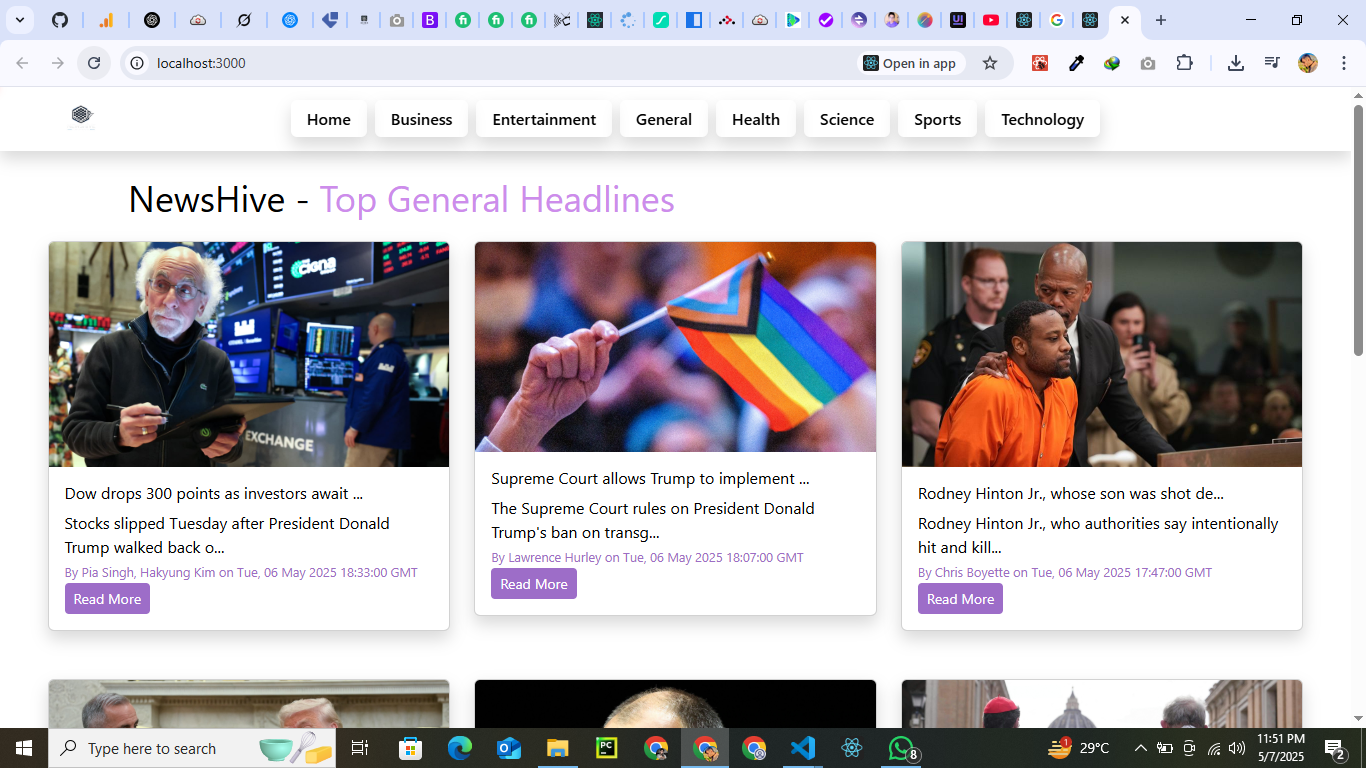 localhost:3000
Open in app
Home
Business
Entertainment
General
Health
Science
Sports
Technology
NewsHive - Top General Headlines
Cigna
EXCHANGE
Dow drops 300 points as investors await ...
Stocks slipped Tuesday after President Donald
Trump walked back o...
By Pia Singh, Hakyung Kim on Tue, 06 May 2025 18:33:00 GMT
Read More
Supreme Court allows Trump to implement ...
The Supreme Court rules on President Donald
Trump's ban on transg...
By Lawrence Hurley on Tue, 06 May 2025 18:07:00 GMT
Read More
Rodney Hinton Jr., whose son was shot de...
Rodney Hinton Jr., who authorities say intentionally
hit and kill...
By Chris Boyette on Tue, 06 May 2025 17:47:00 GMT
Read More
Type here to search
1
29°C
8
11:51 PM
5/7/2025
2